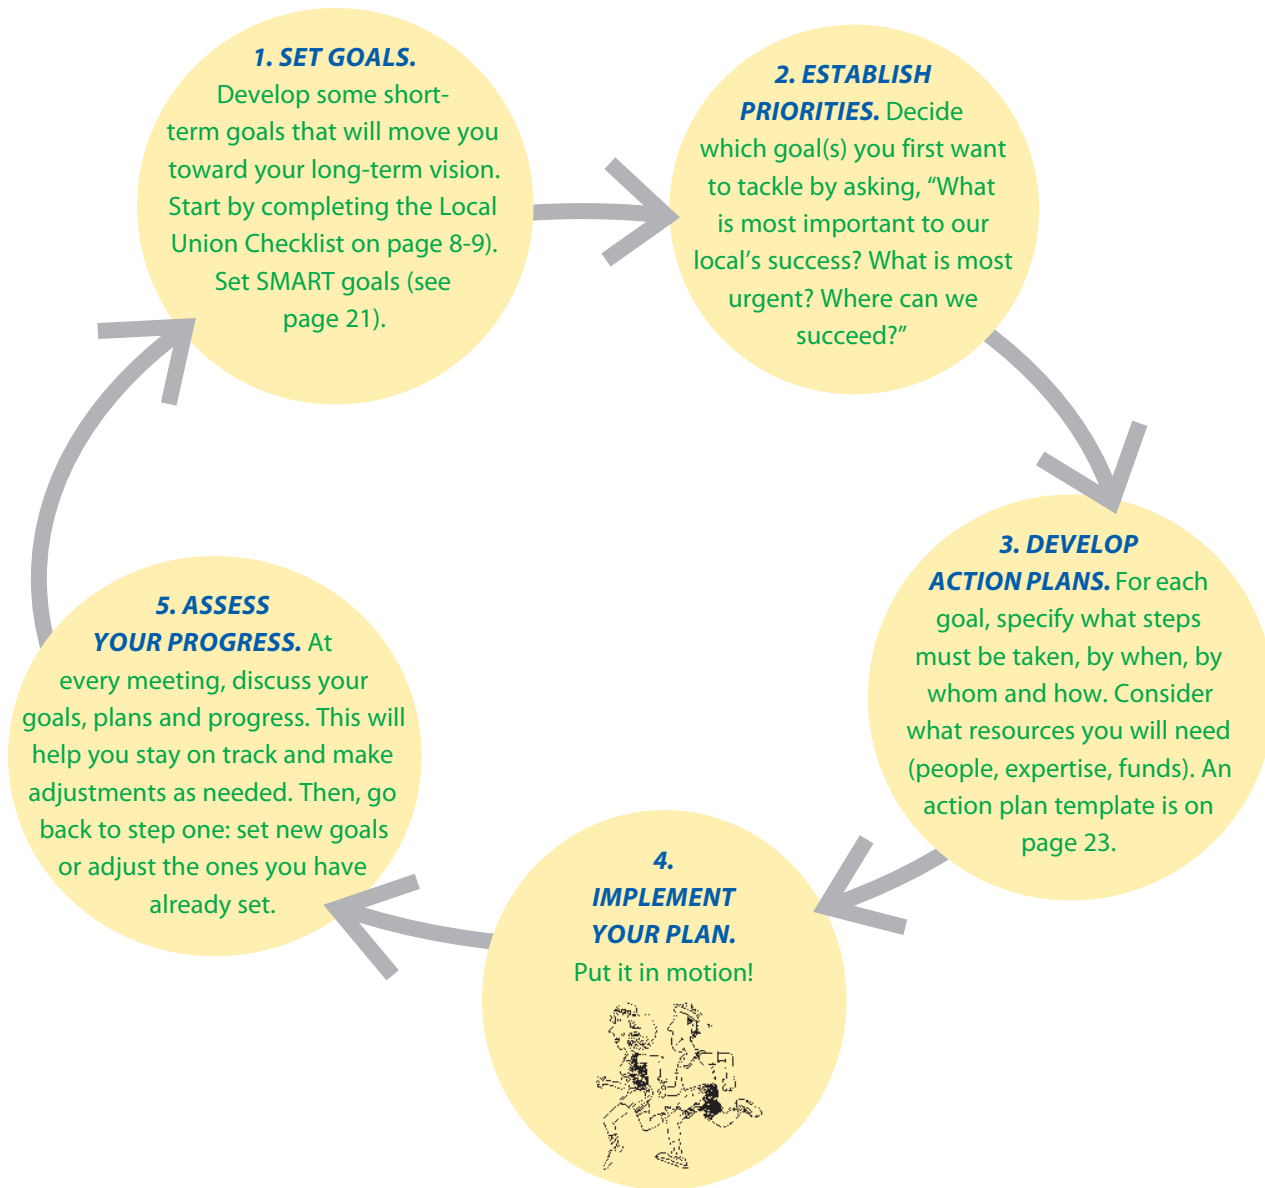 1. SET GOALS.
Develop some short-
term goals that will move you
toward your long-term vision.
Start by completing the Local
Union Checklist on page 8-9).
Set SMART goals (see
page 21).
2. ESTABLISH
PRIORITIES. Decide
which goal(s) you first want
to tackle by asking, “What
is most important to our
local’s success? What is most
urgent? Where can we
succeed?”
3. DEVELOP
ACTION PLANS. For each
goal, specify what steps
must be taken, by when, by
whom and how. Consider
what resources you will need
(people, expertise, funds). An
action plan template is on
page 23.
4.
IMPLEMENT
YOUR PLAN.
Put it in motion!
5. ASSESS
YOUR PROGRESS. At
every meeting, discuss your
goals, plans and progress. This will
help you stay on track and make
adjustments as needed. Then, go
back to step one: set new goals
or adjust the ones you have
already set.